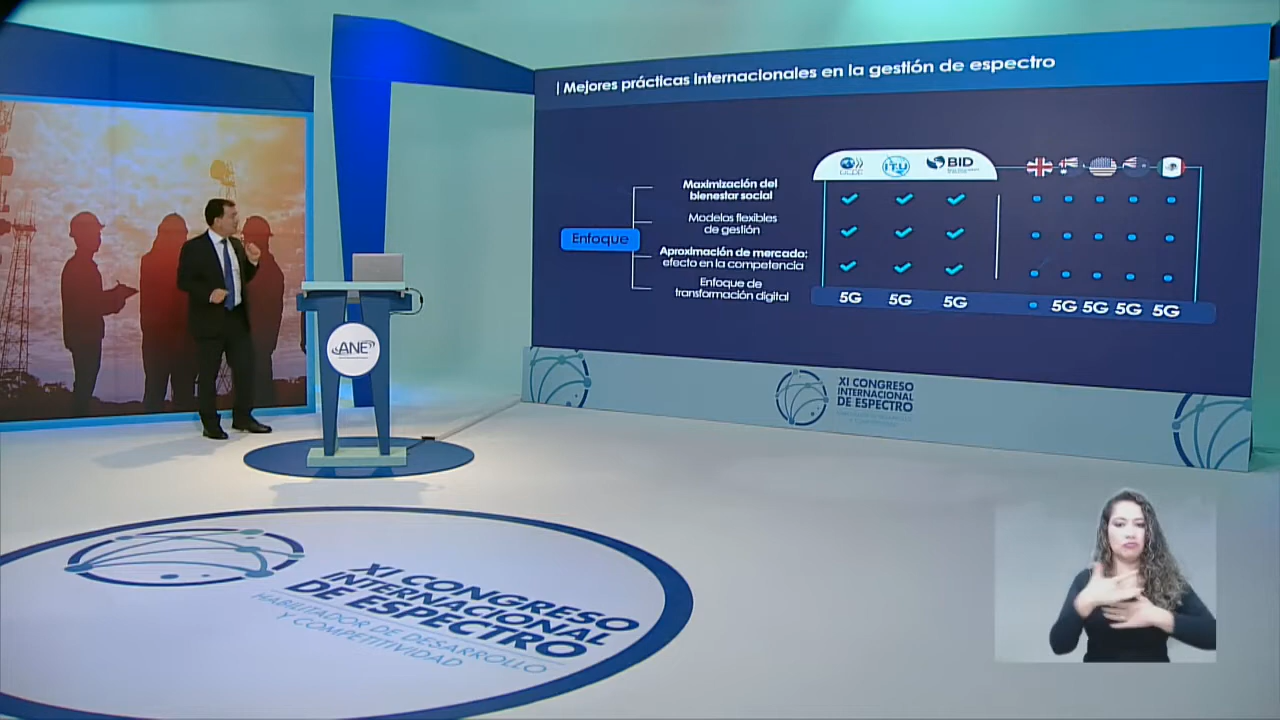 | Mejores prácticas internacionales en la gestión de espectro
OCDE
ITU
BID
Maximización del
bienestar social
Modelos flexibles
de gestión
Enfoque
Aproximación de mercado:
efecto en la competencia
Enfoque de
transformación digital
5G 5G 5G 5G 5G 5G 5G
ANE
XI CONGRESO
INTERNACIONAL
DE ESPECTRO
XI CONGRESO
INTERNACIONAL
DE ESPECTRO
HABILITADOR DE DESARROLLO
Y COMPETITIVIDAD